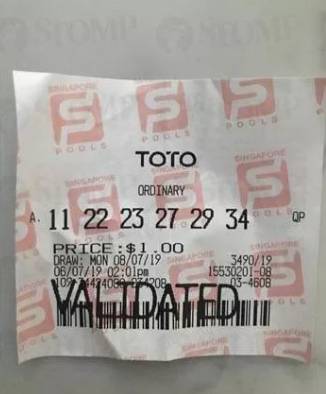 STOMP
SINGAPORE
POOLS
TOTO
ORDINARY
A. 11 22 23 27 29 34 QP
PRICE:$1.00
DRAW: MON 08/07/19 3490/19
06/07/19 02:01pm 15530201-08
03-4608
VALIDATED